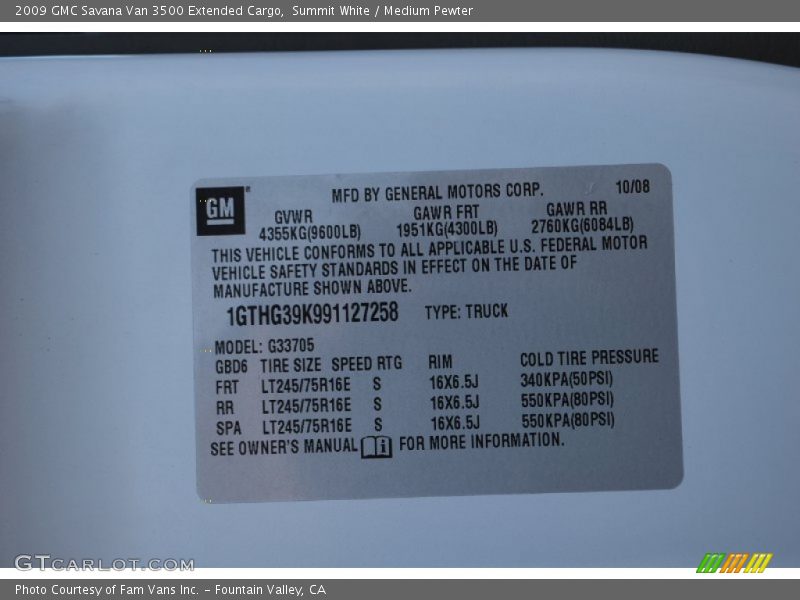 2009 GMC Savana Van 3500 Extended Cargo,  Summit White / Medium Pewter
GM
MFD BY GENERAL MOTORS CORP. 10/08
GVWR GAWR FRT GAWR RR
4355KG(9600LB) 1951KG(4300LB) 2760KG(6084LB)
THIS VEHICLE CONFORMS TO ALL APPLICABLE U.S. FEDERAL MOTOR
VEHICLE SAFETY STANDARDS IN EFFECT ON THE DATE OF
MANUFACTURE SHOWN ABOVE.
1GTHG39K991127258 TYPE: TRUCK
MODEL: G33705
GBD6 TIRE SIZE SPEED RTG RIM COLD TIRE PRESSURE
FRT LT245/75R16E S 16X6.5J 340KPA(50PSI)
RR LT245/75R16E S 16X6.5J 550KPA(80PSI)
SPA LT245/75R16E S 16X6.5J 550KPA(80PSI)
SEE OWNER'S MANUAL i FOR MORE INFORMATION.
GTCARLOT.COM
Photo Courtesy of Fam Vans Inc. - Fountain Valley, CA